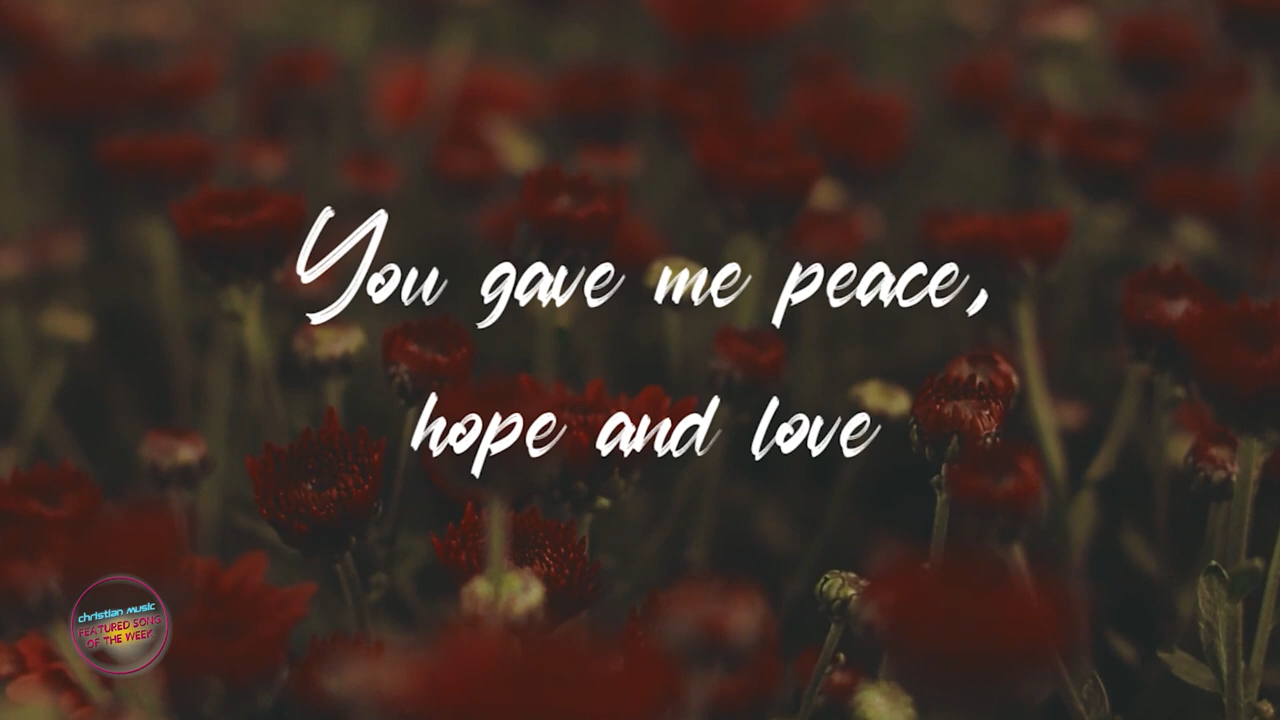 You gave me peace,
hope and love
christian music
FEATURED SONG
OF THE WEEK